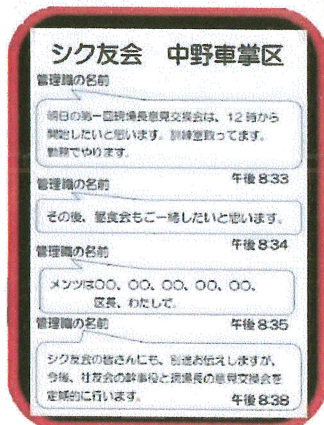 シク友会　中野車掌区
管理職の名前
明日の第一回現場長意見交換会は、12時から
開始したいと思います。訓練室取ってます。
勤務でやります。
午後 8:33
管理職の名前
その後、昼食会もご一緒したいと思います。
午後 8:34
管理職の名前
メンツは〇〇、〇〇、〇〇、〇〇、〇〇、
区長、わたしで。
管理職の名前
午後 8:35
シク友会の皆さんにも、別途お伝えしますが、
今後、社友会の幹事役と現場長の意見交換会を
定期的に行います。
午後 8:38